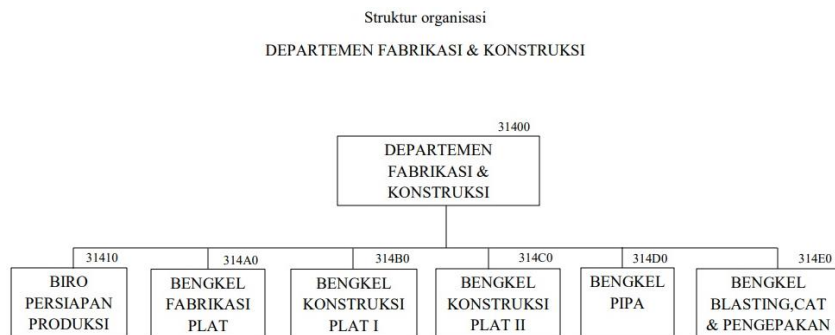 Struktur organisasi
DEPARTEMEN FABRIKASI & KONSTRUKSI
31400
DEPARTEMEN
FABRIKASI &
KONSTRUKSI
31410
BIRO
PERSIAPAN
PRODUKSI
314A0
BENGKEL
FABRIKASI
PLAT
314B0
BENGKEL
KONSTRUKSI
PLAT I
314C0
BENGKEL
KONSTRUKSI
PLAT II
314D0
BENGKEL
PIPA
314E0
BENGKEL
BLASTING,CAT
& PENGEPAKAN